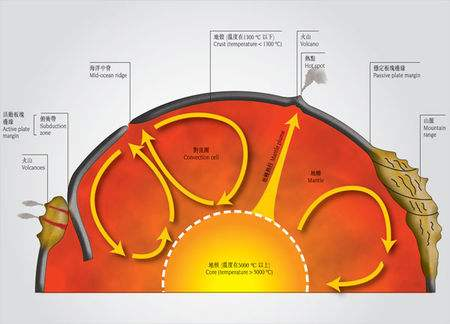 地殼 (溫度在1300 °C 以下)
Crust (temperature < 1300 °C)
火山
Volcano
熱點
Hot spot
海洋中脊
Mid-ocean ridge
穩定板塊邊緣
Passive plate margin
活動板塊
邊緣
Active plate
margin
俯衝帶
Subduction
zone
火山
Volcanoes
山脈
Mountain
range
對流圈
Convection cell
Mantle plume
地幔
Mantle
地核 (溫度在5000 °C 以上)
Core (temperature > 5000 °C)